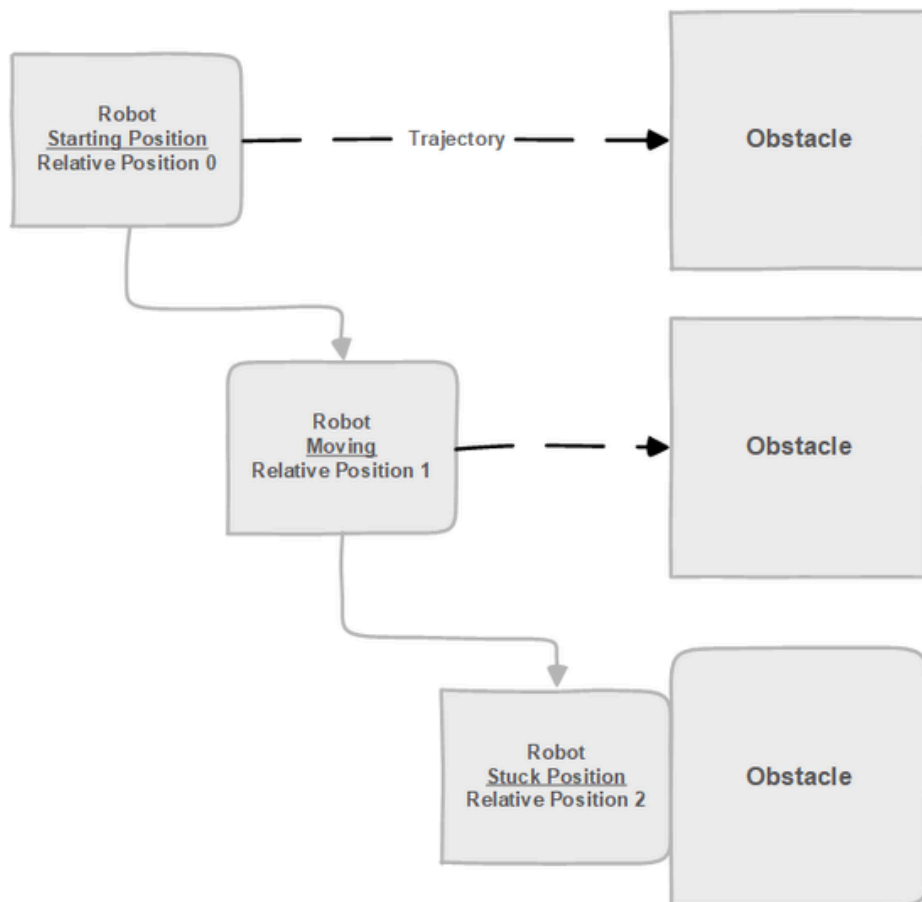 Robot
Starting Position
Relative Position 0
Trajectory
Obstacle
Robot
Moving
Relative Position 1
Obstacle
Robot
Stuck Position
Relative Position 2
Obstacle